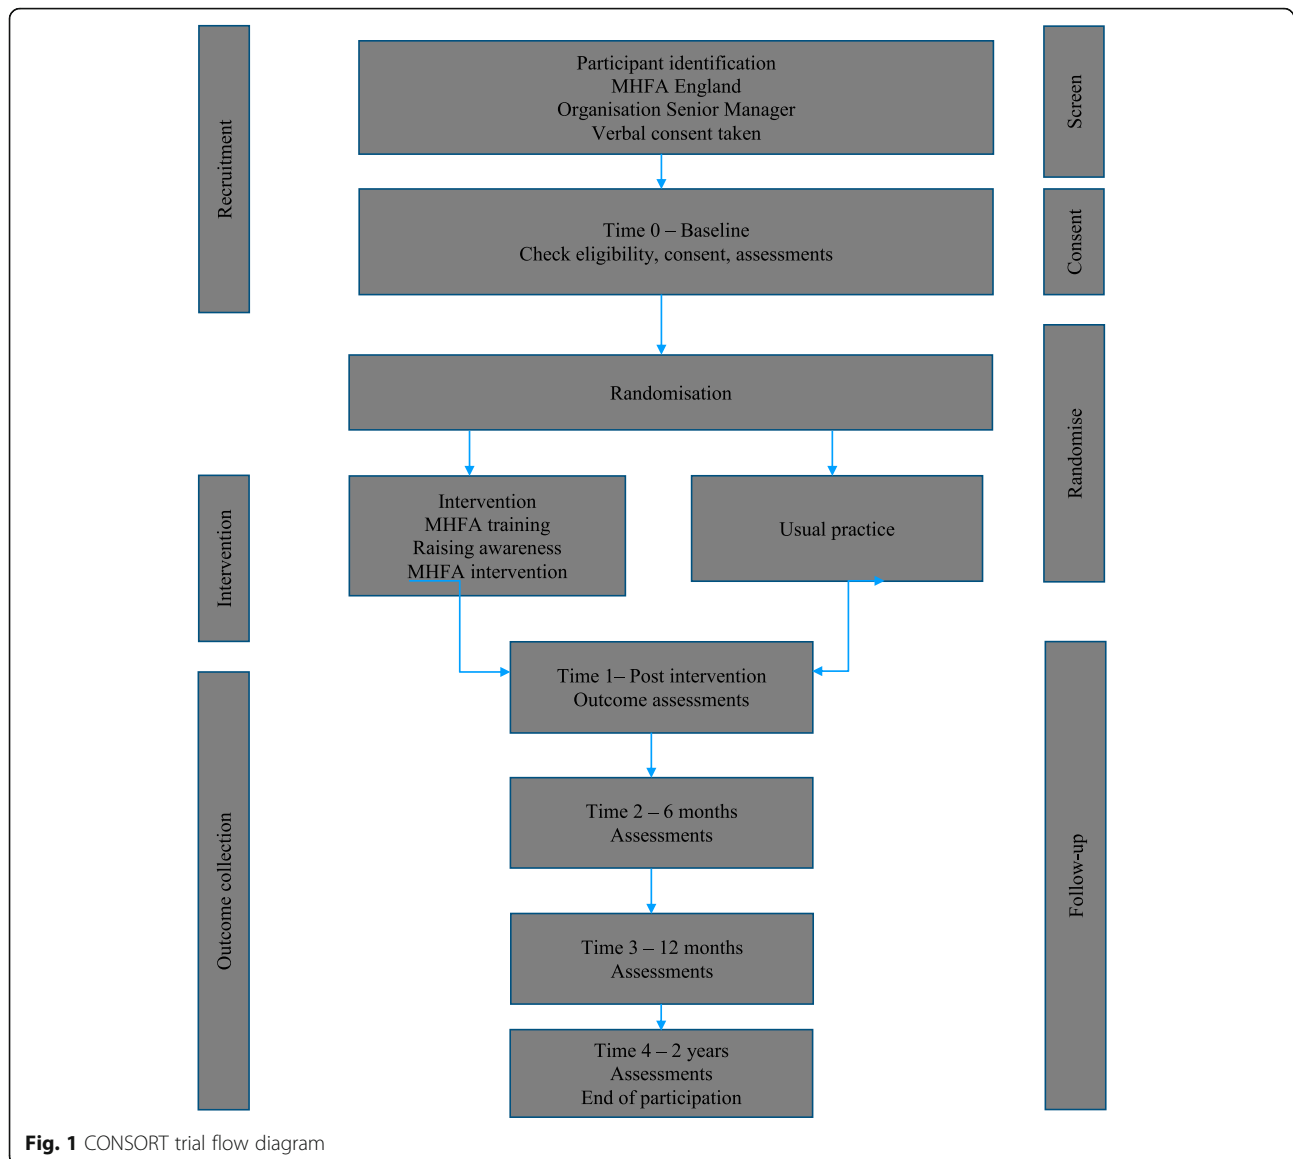 Recruitment
Participant identification
MHFA England
Organisation Senior Manager
Verbal consent taken
Screen
Time 0 – Baseline
Check eligibility, consent, assessments
Consent
Randomisation
Randomise
Intervention
Intervention
MHFA training
Raising awareness
MHFA intervention
Usual practice
Outcome collection
Time 1– Post intervention
Outcome assessments
Follow-up
Time 2 – 6 months
Assessments
Time 3 – 12 months
Assessments
Time 4 – 2 years
Assessments
End of participation
Fig. 1 CONSORT trial flow diagram